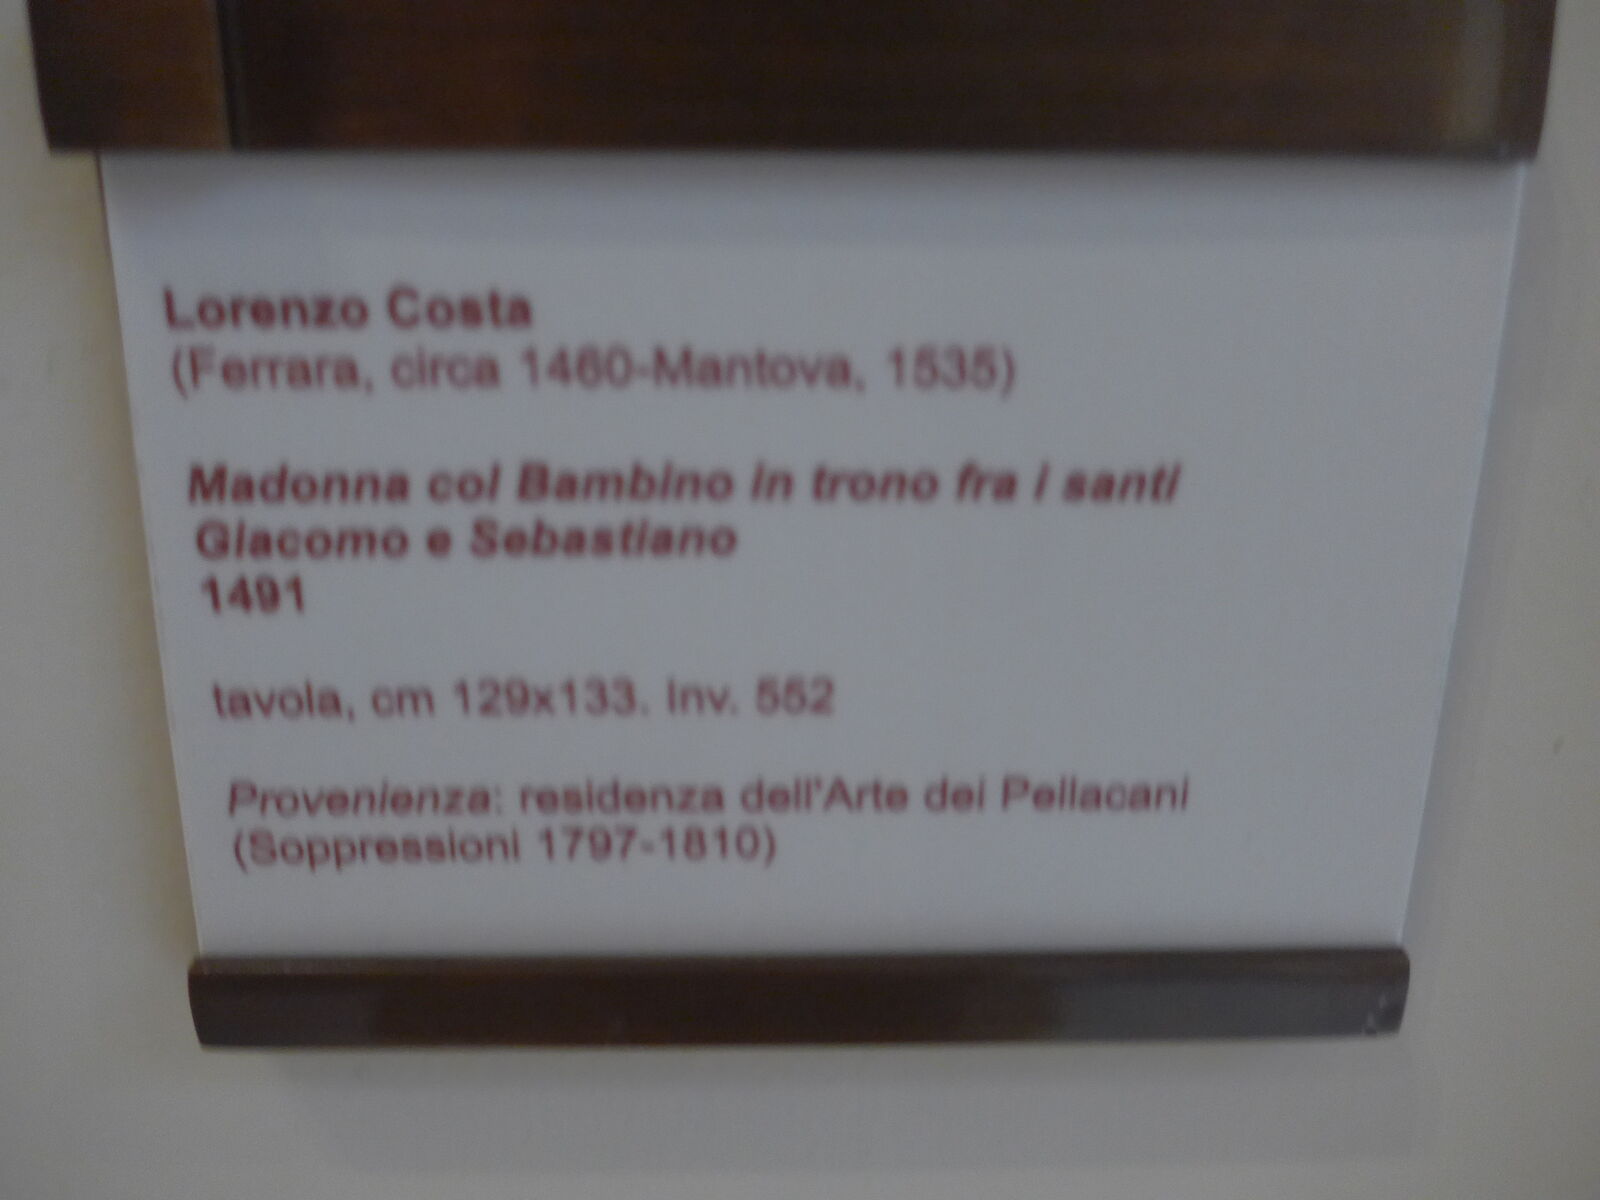 Lorenzo Costa
(Ferrara, circa 1460-Mantova, 1535)
Madonna col Bambino in trono fra i santi
Giacomo e Sebastiano
1491
tavola, cm 129x133. Inv. 552
Provenienza: residenza dell'Arte dei Pellacani
(Soppressioni 1797-1810)